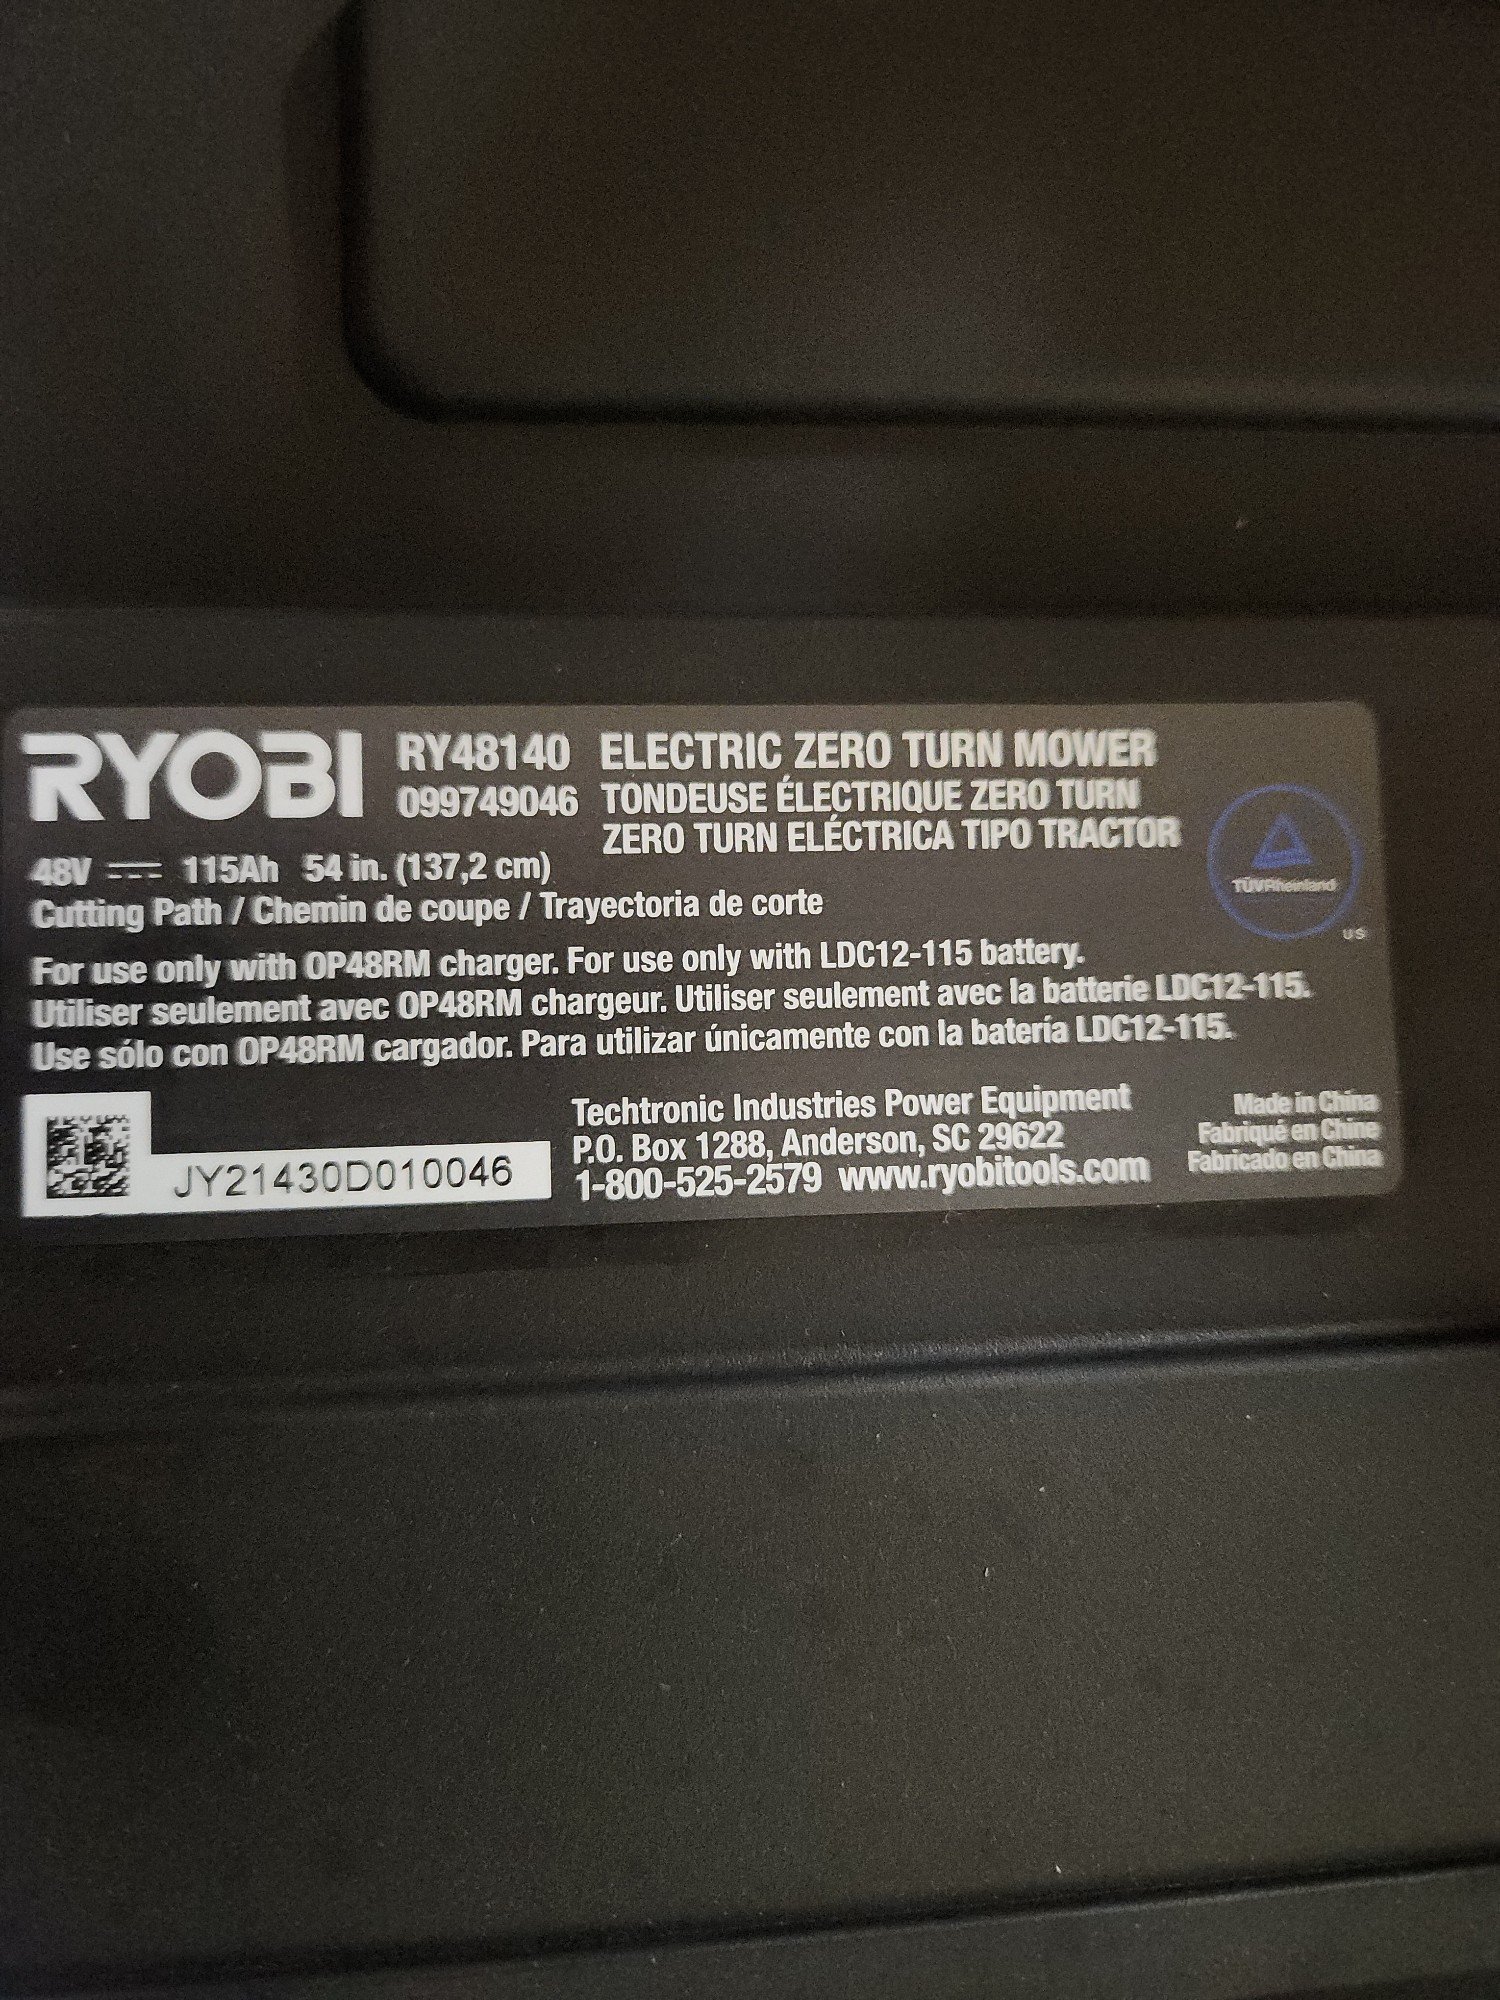 RYOBI RY48140 ELECTRIC ZERO TURN MOWER
099749046 TONDEUSE ÉLECTRIQUE ZERO TURN
ZERO TURN ELÉCTRICA TIPO TRACTOR
48V 115Ah 54 in. (137,2 cm)
Cutting Path / Chemin de coupe / Trayectoria de corte
TÜVRheinland
US
For use only with OP48RM charger. For use only with LDC12-115 battery.
Utiliser seulement avec OP48RM chargeur. Utiliser seulement avec la batterie LDC12-115.
Use sólo con OP48RM cargador. Para utilizar únicamente con la batería LDC12-115.
JY21430D010046
Techtronic Industries Power Equipment
P.O. Box 1288, Anderson, SC 29622
1-800-525-2579 www.ryobitools.com
Made in China
Fabriqué en Chine
Fabricado en China